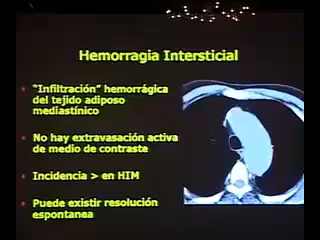 Hemorragia Intersticial
"Infiltración" hemorrágica
del tejido adiposo
mediastínico
No hay extravasación activa
de medio de contraste
Incidencia > en HIM
Puede existir resolución
espontanea